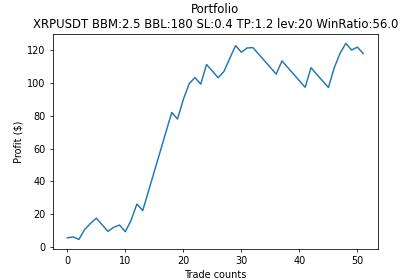 Portfolio
XRPUSDT BBM:2.5 BBL:180 SL:0.4 TP:1.2 lev:20 WinRatio:56.0
120
100
80
60
40
20
0
Profit ($)
0 10 20 30 40 50
Trade counts